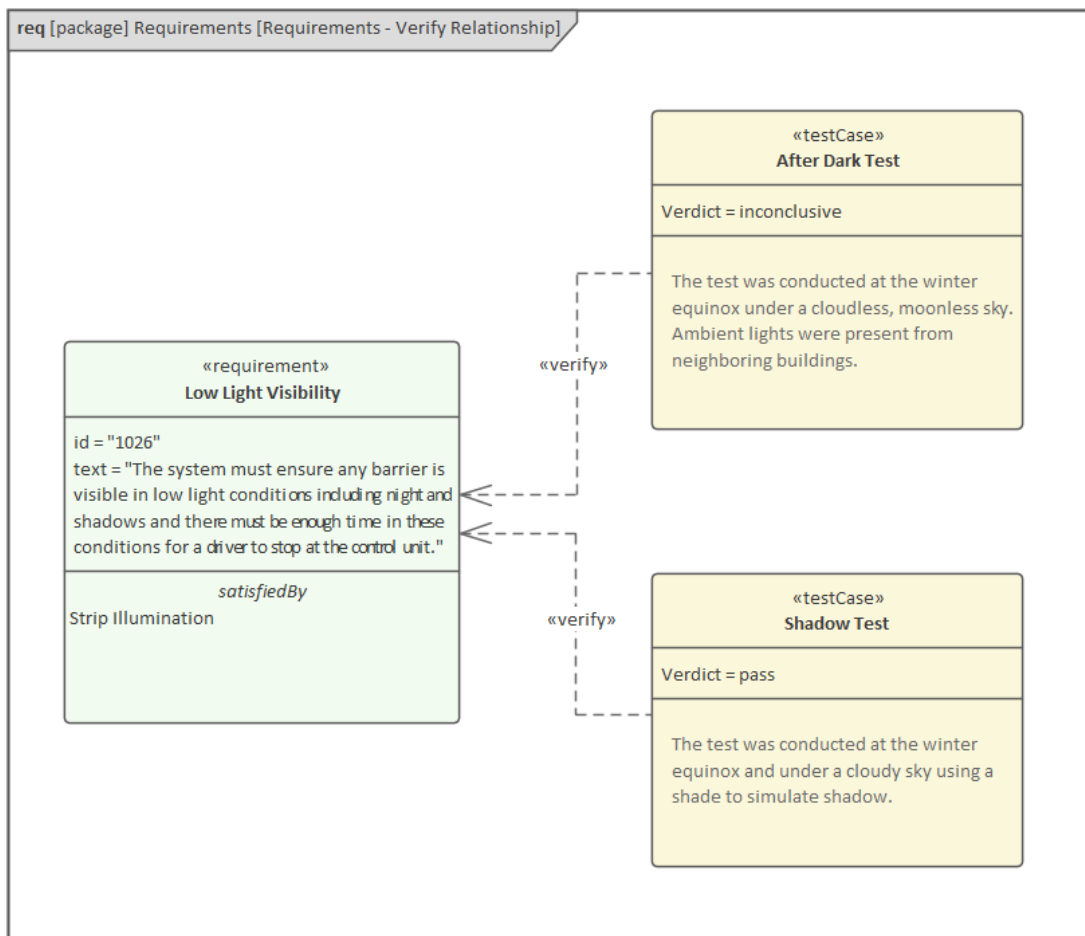 req [package] Requirements [Requirements - Verify Relationship]
«testCase»
After Dark Test
Verdict = inconclusive
The test was conducted at the winter
equinox under a cloudless, moonless sky.
Ambient lights were present from
neighboring buildings.
«verify»
«requirement»
Low Light Visibility
id = "1026"
text = "The system must ensure any barrier is
visible in low light conditions including night and
shadows and there must be enough time in these
conditions for a driver to stop at the control unit."
satisfiedBy
Strip Illumination
«verify»
«testCase»
Shadow Test
Verdict = pass
The test was conducted at the winter
equinox and under a cloudy sky using a
shade to simulate shadow.